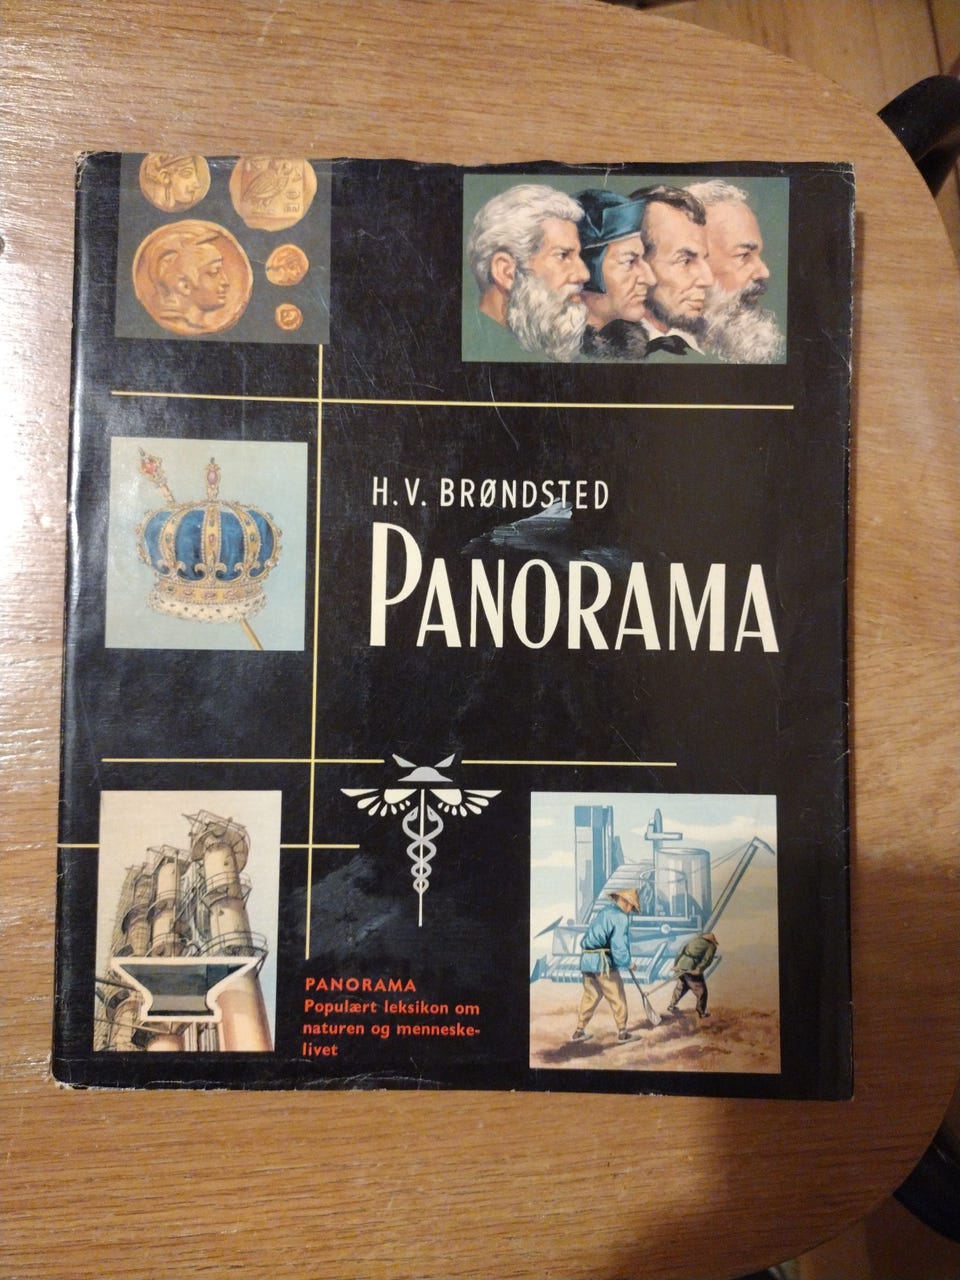 H.V. BRØNDSTED
PANORAMA
PANORAMA
Populært leksikon om
naturen og menneske-
livet